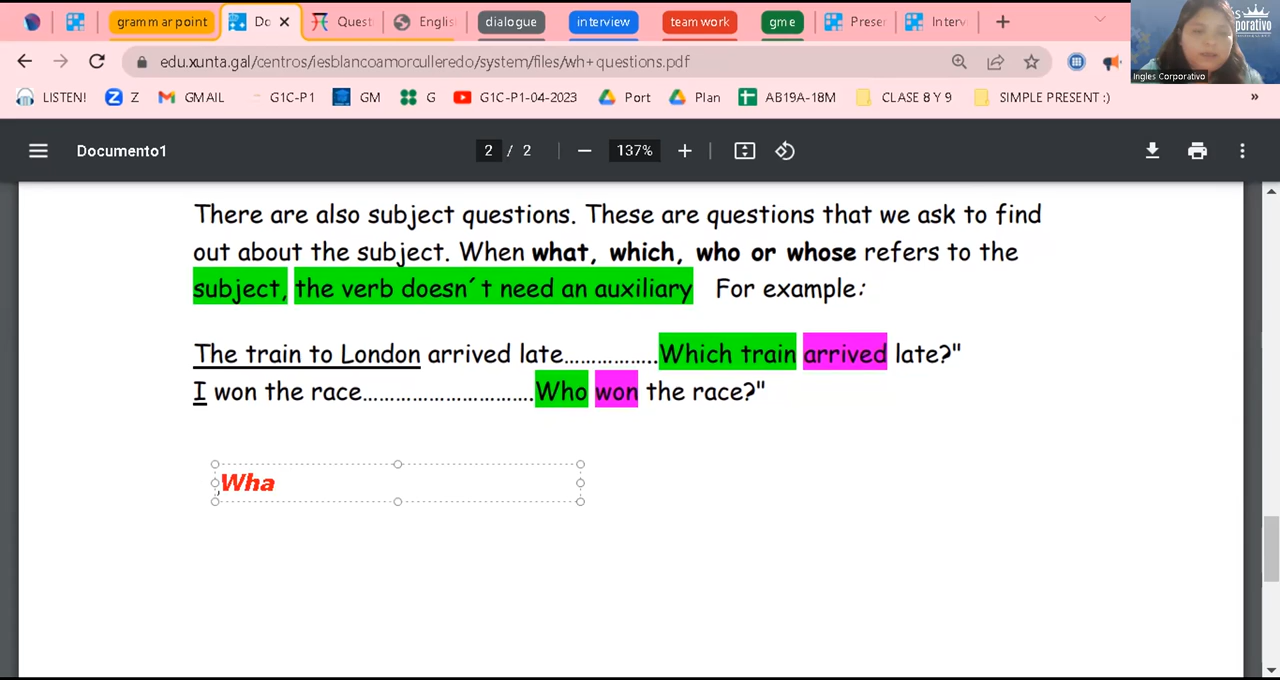 grammar point
Do
Quest
Englis
dialogue
interview
team work
gme
Preser
Interv
edu.xunta.gal/centros/iesblancoamorculleredo/system/files/wh+questions.pdf
LISTEN!
Z
GMAIL
G1C-P1
GM
G
G1C-P1-04-2023
Port
Plan
AB19A-18M
CLASE 8 Y 9
SIMPLE PRESENT :)
»
Ingles Corporativo
Documento1
2 / 2
137%
There are also subject questions. These are questions that we ask to find
out about the subject. When what, which, who or whose refers to the
subject, the verb doesn´t need an auxiliary For example:
The train to London arrived late……………..Which train arrived late?"
I won the race………………………….Who won the race?"
Wha